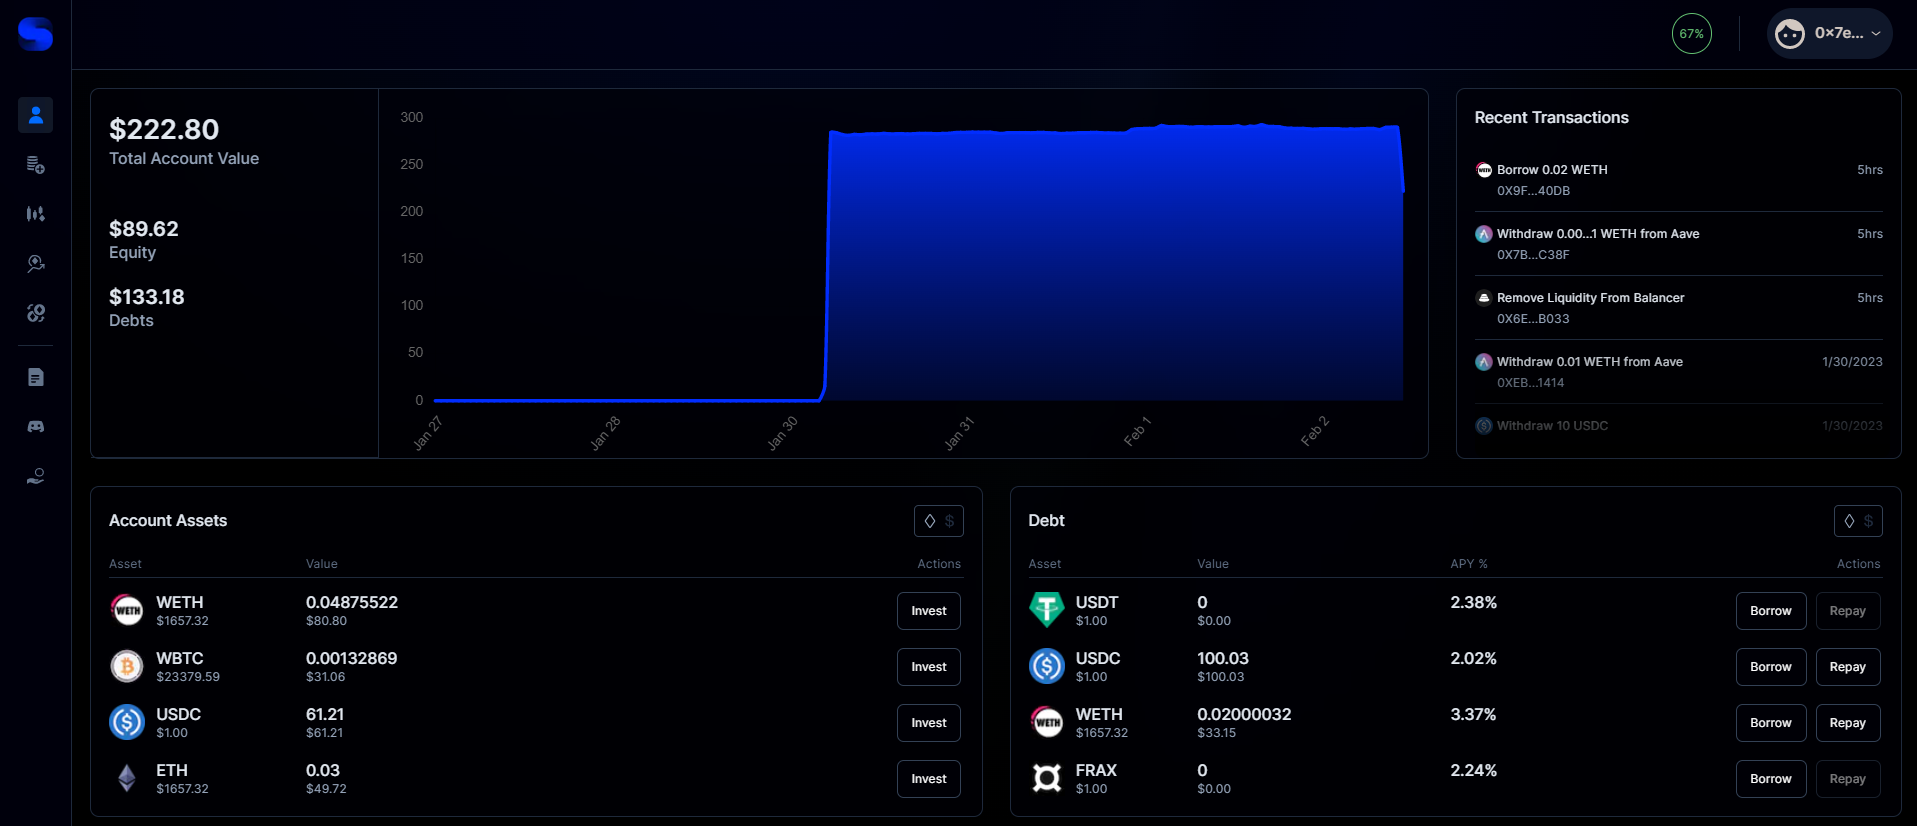 67%
0x7e...
$222.80
Total Account Value
$89.62
Equity
$133.18
Debts
300
250
200
150
100
50
0
Jan 27
Jan 28
Jan 30
Jan 31
Feb 1
Feb 2
Recent Transactions
Borrow 0.02 WETH 5hrs
0X9F...40DB
Withdraw 0.00...1 WETH from Aave 5hrs
0X7B...C38F
Remove Liquidity From Balancer 5hrs
0X6E...B033
Withdraw 0.01 WETH from Aave 1/30/2023
0XEB...1414
Withdraw 10 USDC 1/30/2023
Account Assets
$
Asset Value Actions
WETH 0.04875522
$1657.32 $80.80
Invest
WBTC 0.00132869
$23379.59 $31.06
Invest
USDC 61.21
$1.00 $61.21
Invest
ETH 0.03
$1657.32 $49.72
Invest
Debt
$
Asset Value APY % Actions
USDT 0 2.38%
$1.00 $0.00
Borrow Repay
USDC 100.03 2.02%
$1.00 $100.03
Borrow Repay
WETH 0.02000032 3.37%
$1657.32 $33.15
Borrow Repay
FRAX 0 2.24%
$1.00 $0.00
Borrow Repay
WETH
WETH
WETH